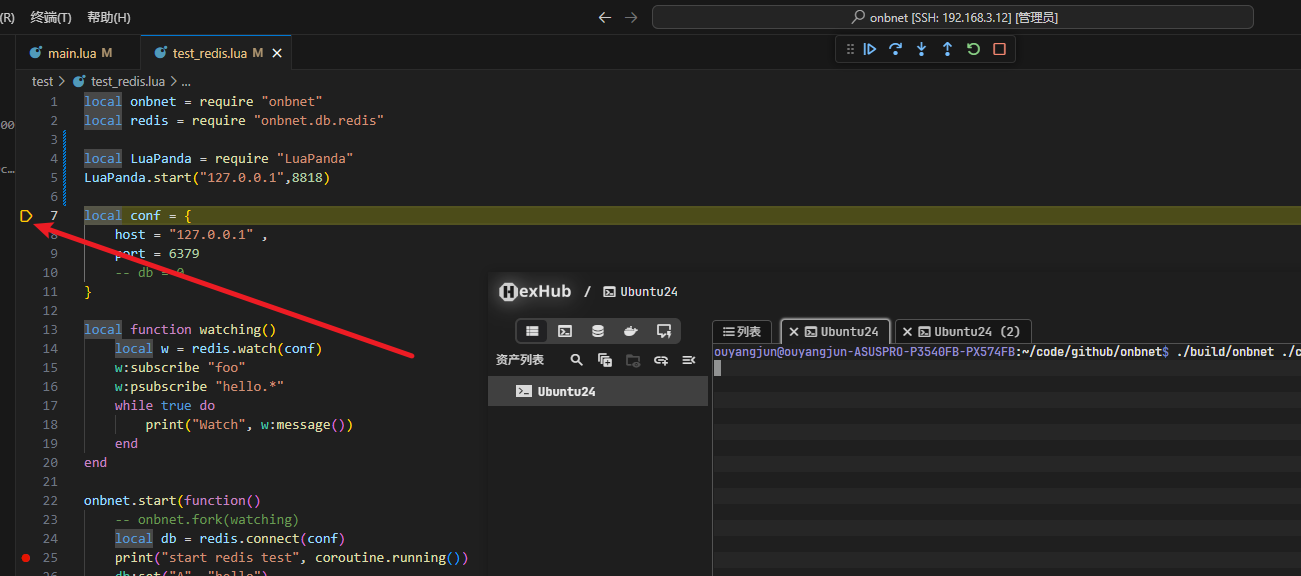 (R) 终端(T) 帮助(H)
onbnet [SSH: 192.168.3.12] [管理员]
main.lua M
test_redis.lua M
test > test_redis.lua > ...
00
c...
1 local onbnet = require "onbnet"
2 local redis = require "onbnet.db.redis"
3
4 local LuaPanda = require "LuaPanda"
5 LuaPanda.start("127.0.0.1",8818)
6
7 local conf = {
8 host = "127.0.0.1" ,
9 port = 6379
10 -- db = 0
11 }
12
13 local function watching()
14 local w = redis.watch(conf)
15 w:subscribe "foo"
16 w:psubscribe "hello.*"
17 while true do
18 print("Watch", w:message())
19 end
20 end
21
22 onbnet.start(function()
23 -- onbnet.fork(watching)
24 local db = redis.connect(conf)
25 print("start redis test", coroutine.running())
26 db:set("A", "hello")
HexHub / Ubuntu24
列表
Ubuntu24
Ubuntu24 (2)
资产列表
Ubuntu24
ouyangjun@ouyangjun-ASUSPRO-P3540FB-PX574FB:~/code/github/onbnet$ ./build/onbnet ./c